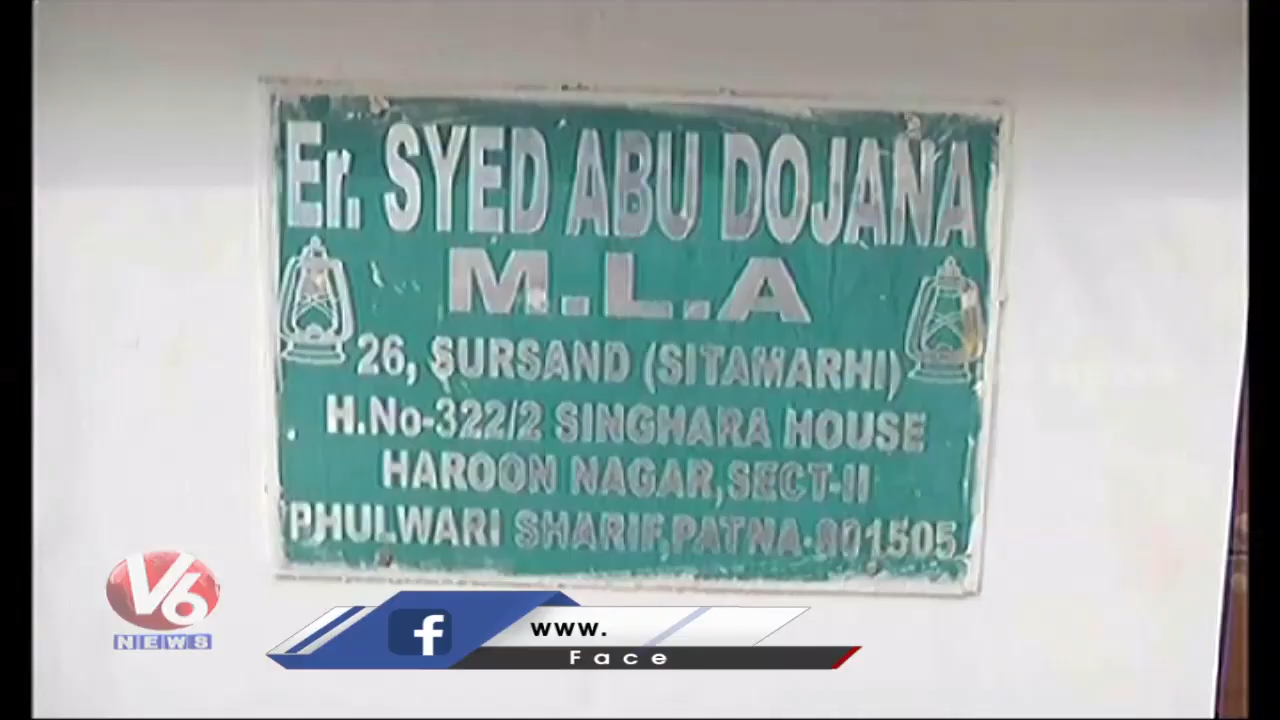 Er. SYED ABU DOJANA
M.L.A
26, SURSAND (SITAMARHI)
H.No-322/2 SINGHARA HOUSE
HAROON NAGAR, SECT-II
PHULWARI SHARIF, PATNA-801505
V6
NEWS
f
www.
Face